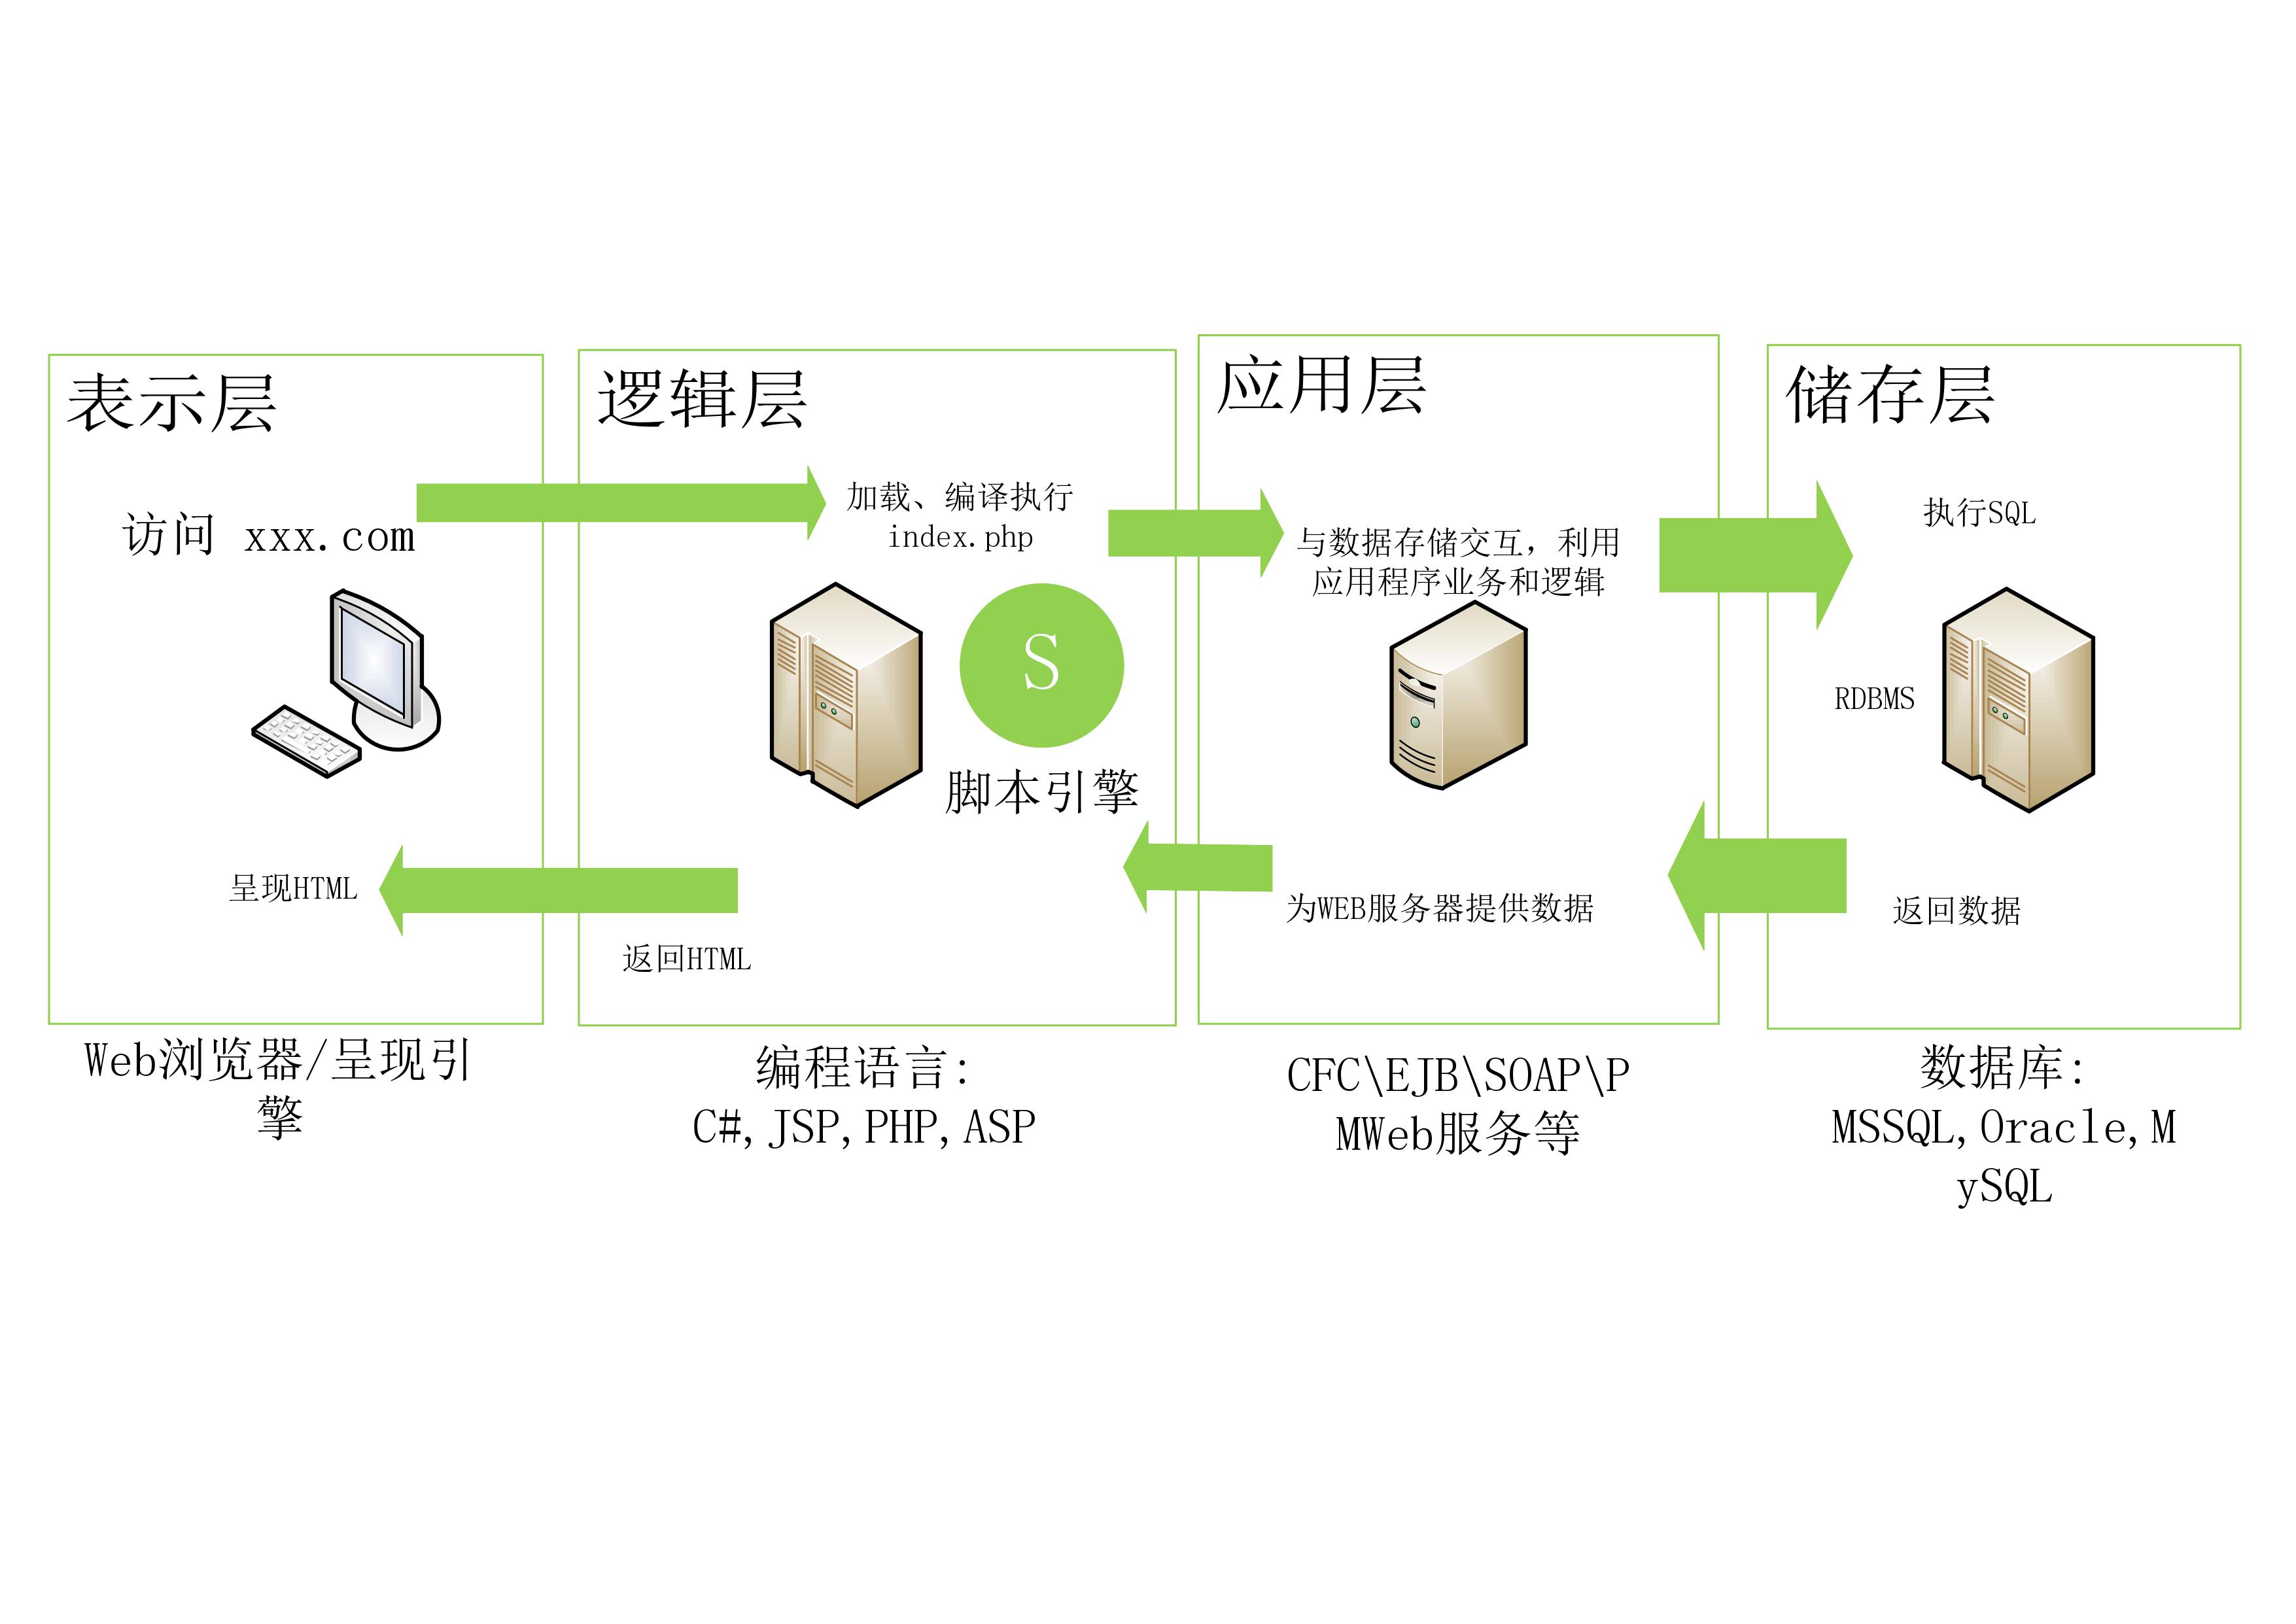 表示层
访问 xxx.com
呈现HTML
Web浏览器/呈现引
擎
逻辑层
加载、编译执行
index.php
S
脚本引擎
返回HTML
编程语言:
C#,JSP,PHP,ASP
应用层
与数据存储交互，利用
应用程序业务和逻辑
为WEB服务器提供数据
CFC\EJB\SOAP\P
MWeb服务等
储存层
执行SQL
RDBMS
返回数据
数据库:
MSSQL,Oracle,M
ySQL